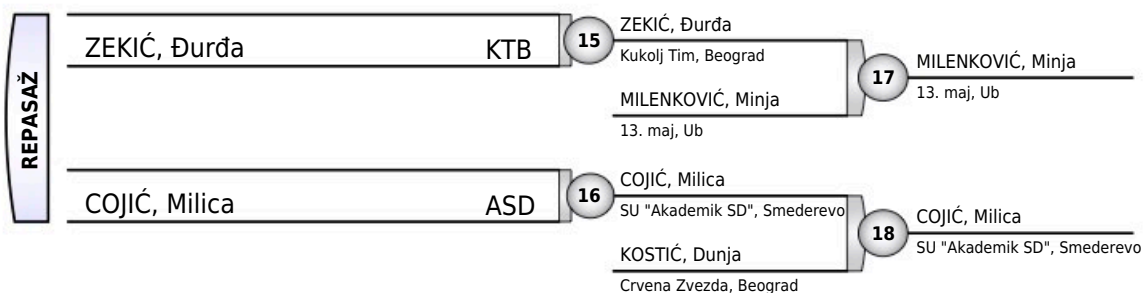 REPASAŽ
ZEKIĆ, Đurđa KTB
15
ZEKIĆ, Đurđa
Kukolj Tim, Beograd
MILENKOVIĆ, Minja
13. maj, Ub
17
MILENKOVIĆ, Minja
13. maj, Ub
COJIĆ, Milica ASD
16
COJIĆ, Milica
SU "Akademik SD", Smederevo
KOSTIĆ, Dunja
Crvena Zvezda, Beograd
18
COJIĆ, Milica
SU "Akademik SD", Smederevo